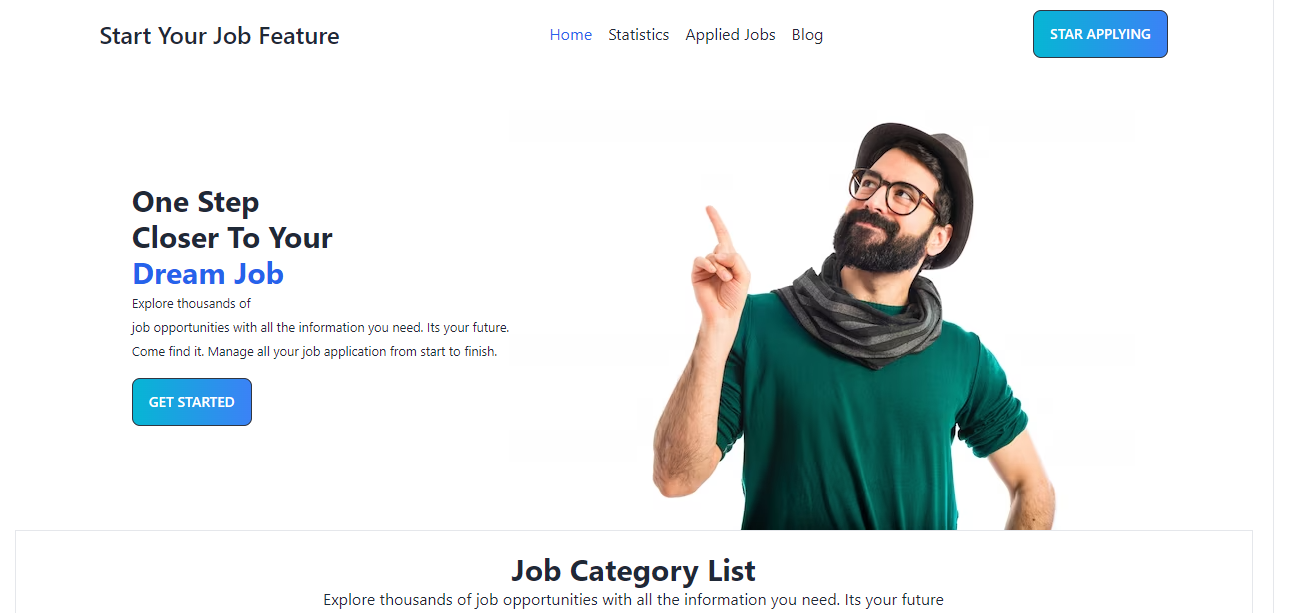 Start Your Job Feature
Home Statistics Applied Jobs Blog
STAR APPLYING
One Step
Closer To Your
Dream Job
Explore thousands of
job opportunities with all the information you need. Its your future.
Come find it. Manage all your job application from start to finish.
GET STARTED
Job Category List
Explore thousands of job opportunities with all the information you need. Its your future